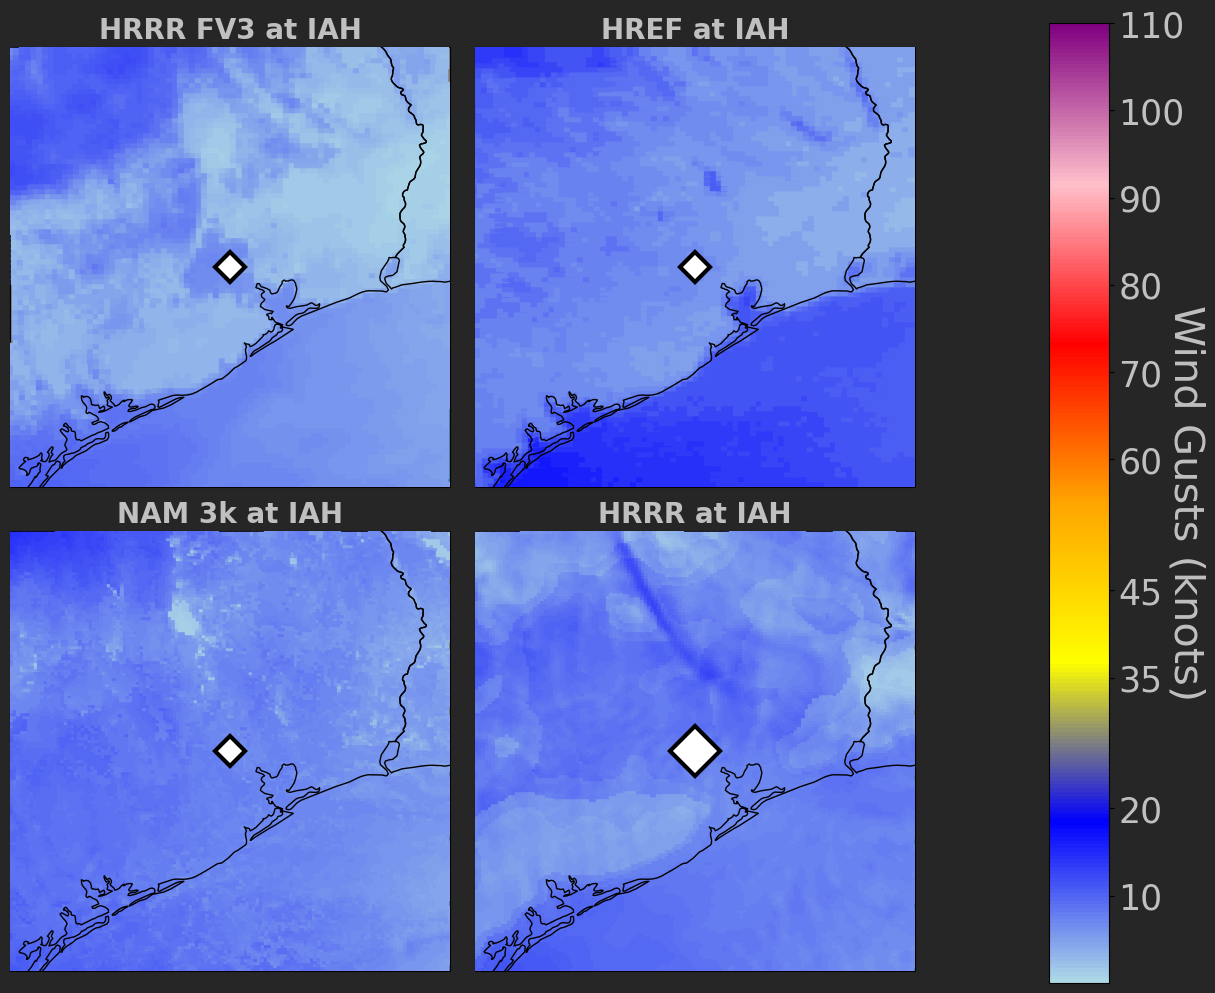 HRRR FV3 at IAH
HREF at IAH
NAM 3k at IAH
HRRR at IAH
110
100
90
80
70
60
45
35
20
10
Wind Gusts (knots)